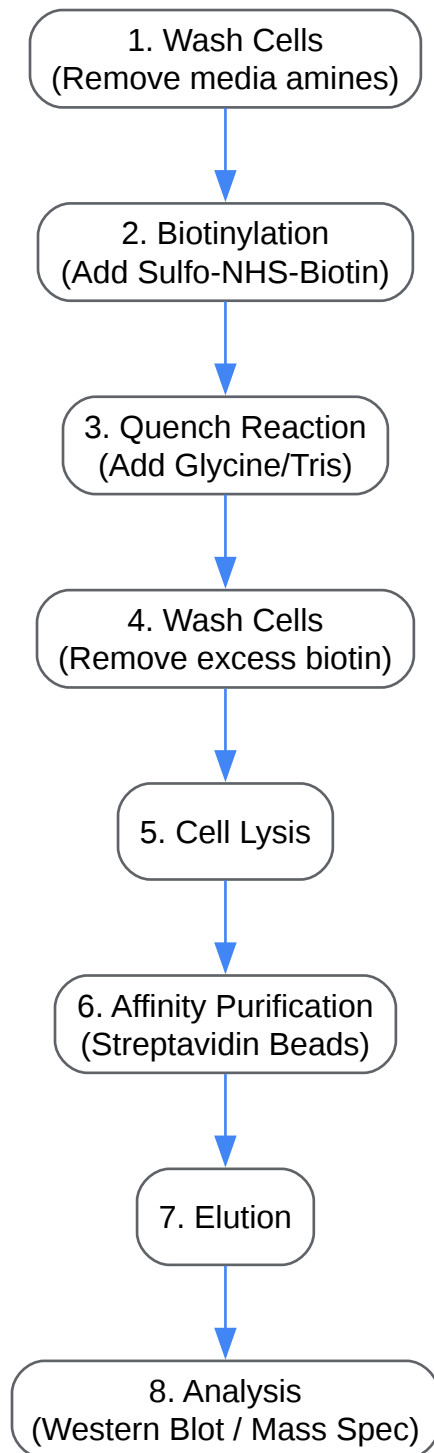 1. Wash Cells
(Remove media amines)
2. Biotinylation
(Add Sulfo-NHS-Biotin)
3. Quench Reaction
(Add Glycine/Tris)
4. Wash Cells
(Remove excess biotin)
5. Cell Lysis
6. Affinity Purification
(Streptavidin Beads)
7. Elution
8. Analysis
(Western Blot / Mass Spec)